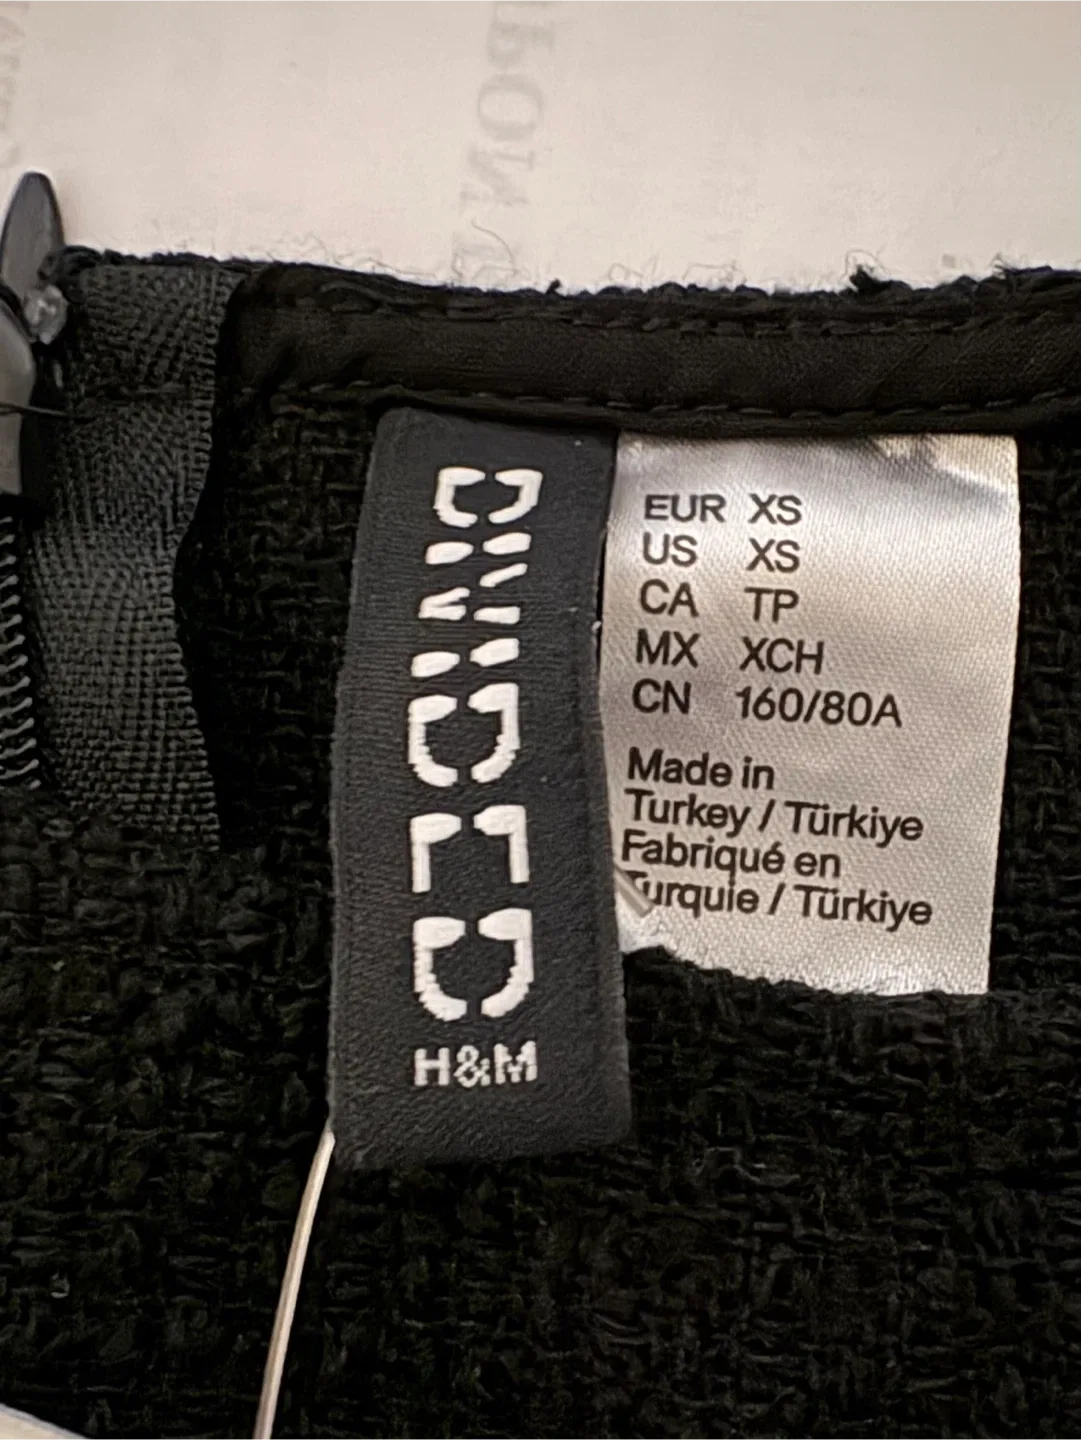 DIVIDED
H&M
EUR XS
US XS
CA TP
MX XCH
CN 160/80A
Made in
Turkey / Türkiye
Fabriqué en
Turquie / Türkiye